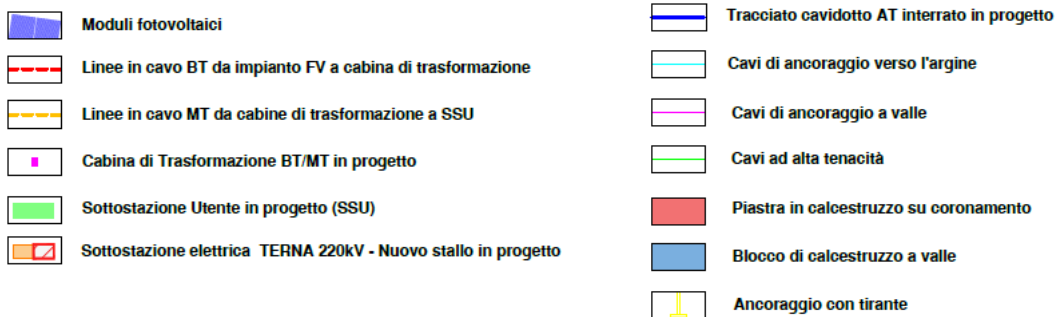 Moduli fotovoltaici
Linee in cavo BT da impianto FV a cabina di trasformazione
Linee in cavo MT da cabine di trasformazione a SSU
Cabina di Trasformazione BT/MT in progetto
Sottostazione Utente in progetto (SSU)
Sottostazione elettrica TERNA 220kV - Nuovo stallo in progetto
Tracciato cavidotto AT interrato in progetto
Cavi di ancoraggio verso l'argine
Cavi di ancoraggio a valle
Cavi ad alta tenacità
Piastra in calcestruzzo su coronamento
Blocco di calcestruzzo a valle
Ancoraggio con tirante